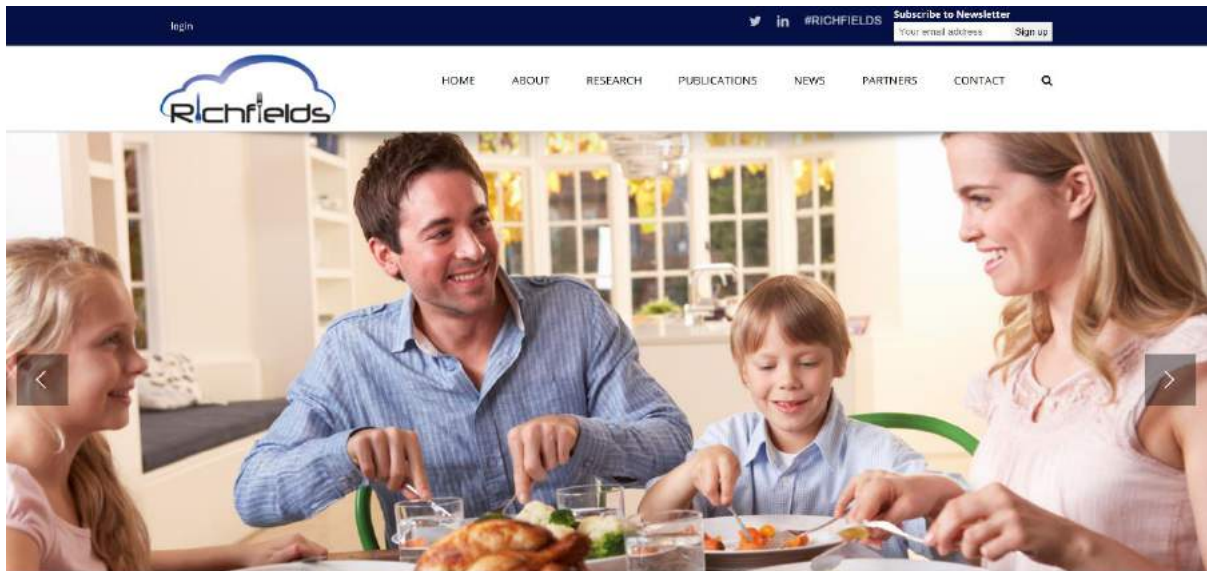 login
#RICHFIELDS
Subscribe to Newsletter
Your email address Sign up
Richfields
HOME ABOUT RESEARCH PUBLICATIONS NEWS PARTNERS CONTACT